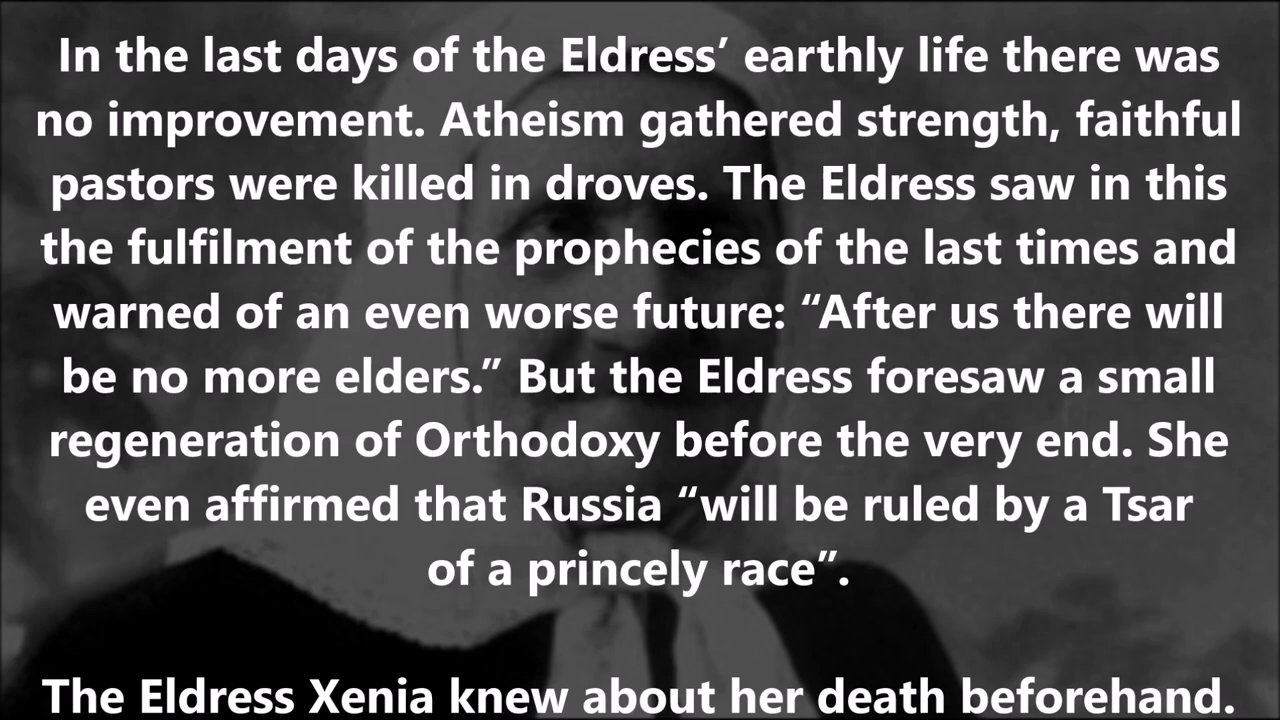 In the last days of the Eldress’ earthly life there was
no improvement. Atheism gathered strength, faithful
pastors were killed in droves. The Eldress saw in this
the fulfilment of the prophecies of the last times and
warned of an even worse future: “After us there will
be no more elders.” But the Eldress foresaw a small
regeneration of Orthodoxy before the very end. She
even affirmed that Russia “will be ruled by a Tsar
of a princely race”.
The Eldress Xenia knew about her death beforehand.